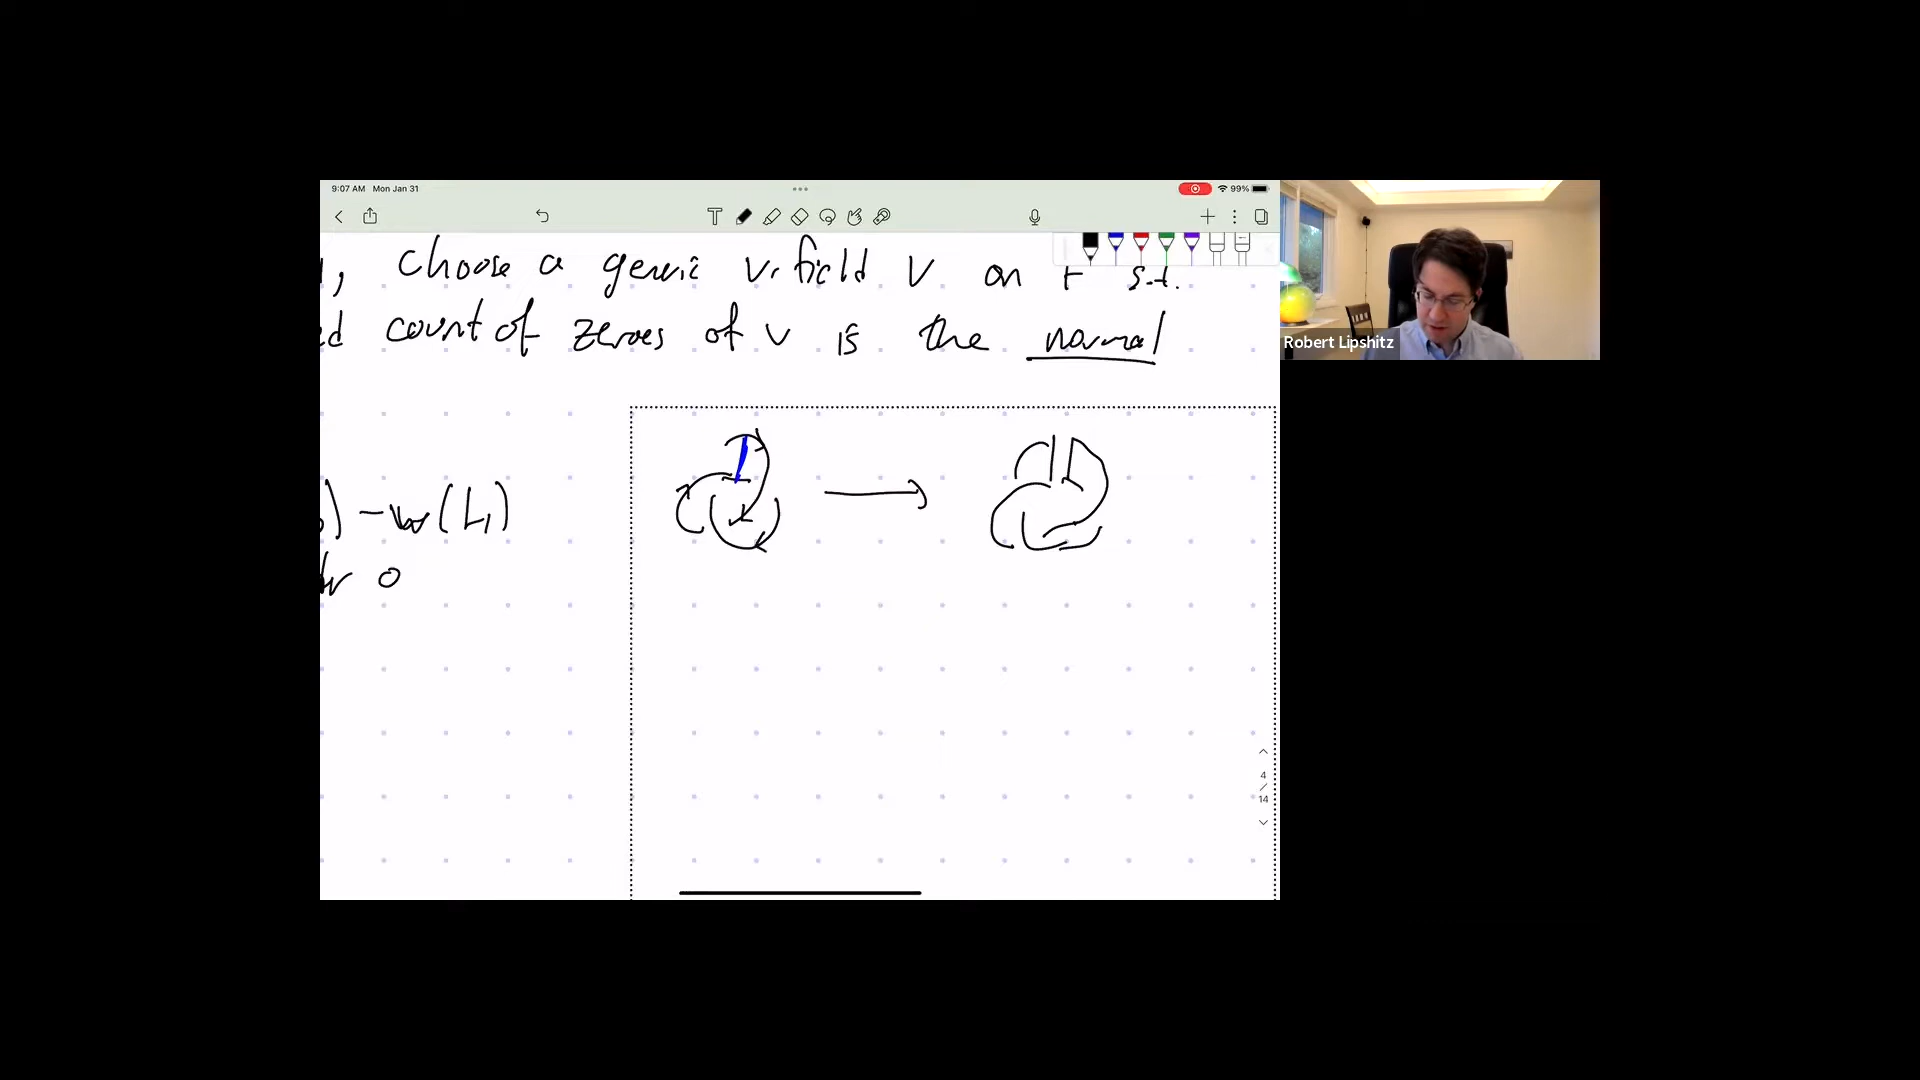 9:07 AM Mon Jan 31
99%
T
, choose a generic v. field V on F s.t.
ed count of zeroes of v is the normal
) - w(L₁)
0
4
/
14
Robert Lipshitz